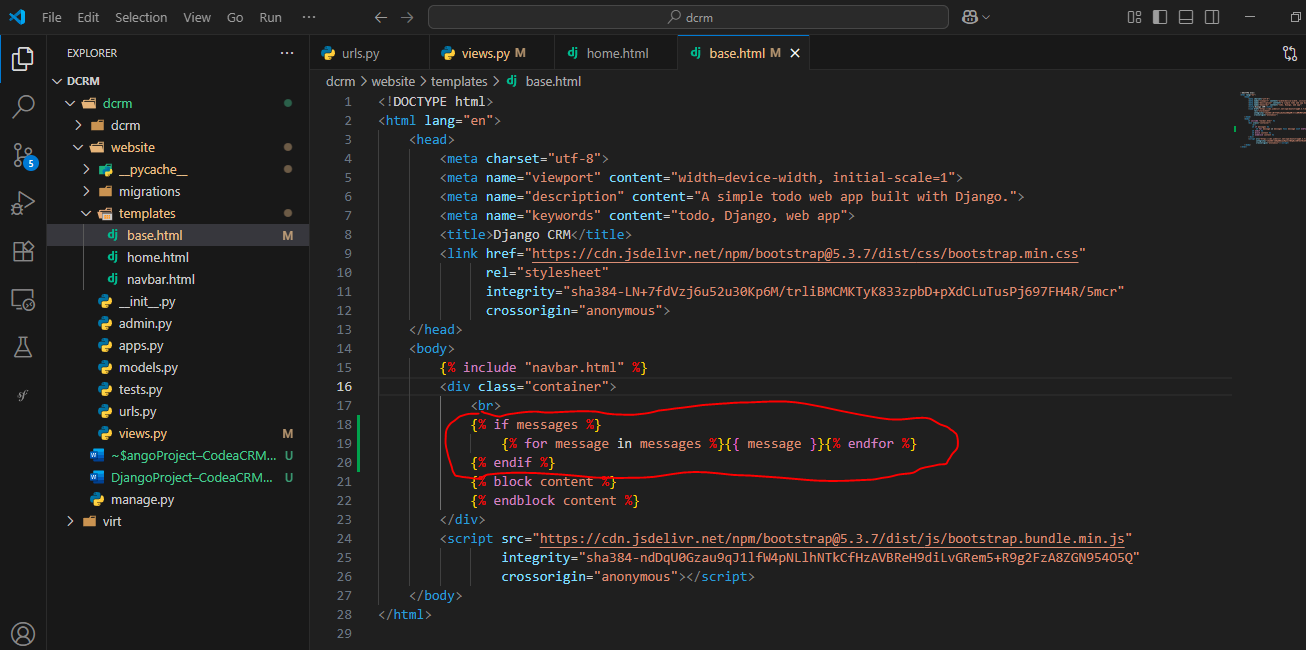 File Edit Selection View Go Run ··· dcrm
EXPLORER ···
DCRM
dcrm
dcrm
website
__pycache__
migrations
templates
base.html M
home.html
navbar.html
__init__.py
admin.py
apps.py
models.py
tests.py
urls.py
views.py M
~$angoProject–CodeaCRM... U
DjangoProject–CodeaCRM... U
manage.py
virt
5
urls.py views.py M home.html base.html M
dcrm > website > templates > base.html
1 <!DOCTYPE html>
2 <html lang="en">
3 <head>
4 <meta charset="utf-8">
5 <meta name="viewport" content="width=device-width, initial-scale=1">
6 <meta name="description" content="A simple todo web app built with Django.">
7 <meta name="keywords" content="todo, Django, web app">
8 <title>Django CRM</title>
9 <link href="https://cdn.jsdelivr.net/npm/bootstrap@5.3.7/dist/css/bootstrap.min.css"
10 rel="stylesheet"
11 integrity="sha384-LN+7fdVzj6u52u30Kp6M/trliBMCMKTyK833zpbD+pXdCLuTusPj697FH4R/5mcr"
12 crossorigin="anonymous">
13 </head>
14 <body>
15 {% include "navbar.html" %}
16 <div class="container">
17 <br>
18 {% if messages %}
19 {% for message in messages %}{{ message }}{% endfor %}
20 {% endif %}
21 {% block content %}
22 {% endblock content %}
23 </div>
24 <script src="https://cdn.jsdelivr.net/npm/bootstrap@5.3.7/dist/js/bootstrap.bundle.min.js"
25 integrity="sha384-ndDqU0Gzau9qJ1lfW4pNLlhNTkCfHzAVBReH9diLvGRem5+R9g2FzA8ZGN954O5Q"
26 crossorigin="anonymous"></script>
27 </body>
28 </html>
29